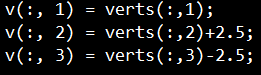 v(:, 1) = verts(:,1);
v(:, 2) = verts(:,2)+2.5;
v(:, 3) = verts(:,3)-2.5;